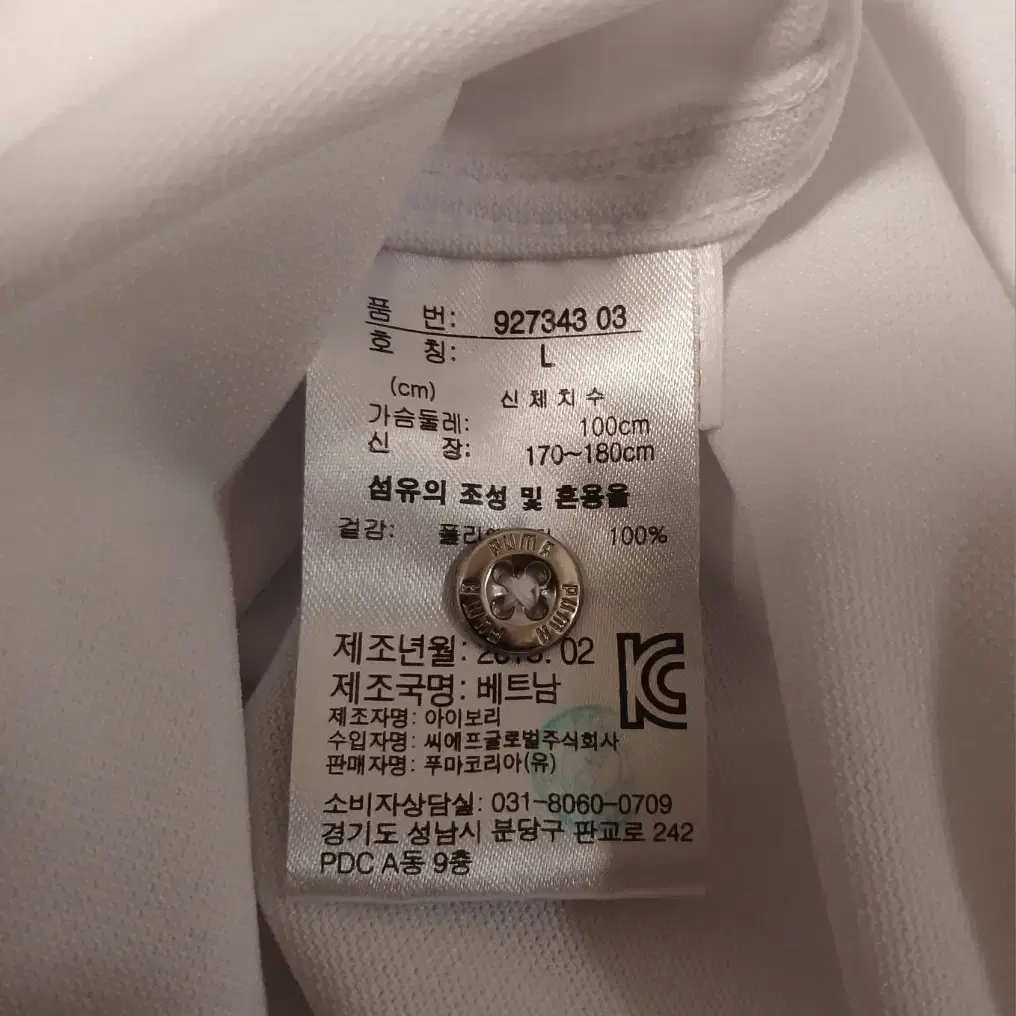 품 번: 927343 03
호 칭: L
(cm) 신체치수
가슴둘레: 100cm
신 장: 170~180cm
섬유의 조성 및 혼용율
겉감: 100%
PUMA PUMA PUMA PUMA
제조년월: 02
제조국명: 베트남
제조자명: 아이보리
수입자명: 씨에프글로벌주식회사
판매자명: 푸마코리아(유)
소비자상담실: 031-8060-0709
경기도 성남시 분당구 판교로 242
PDC A동 9층